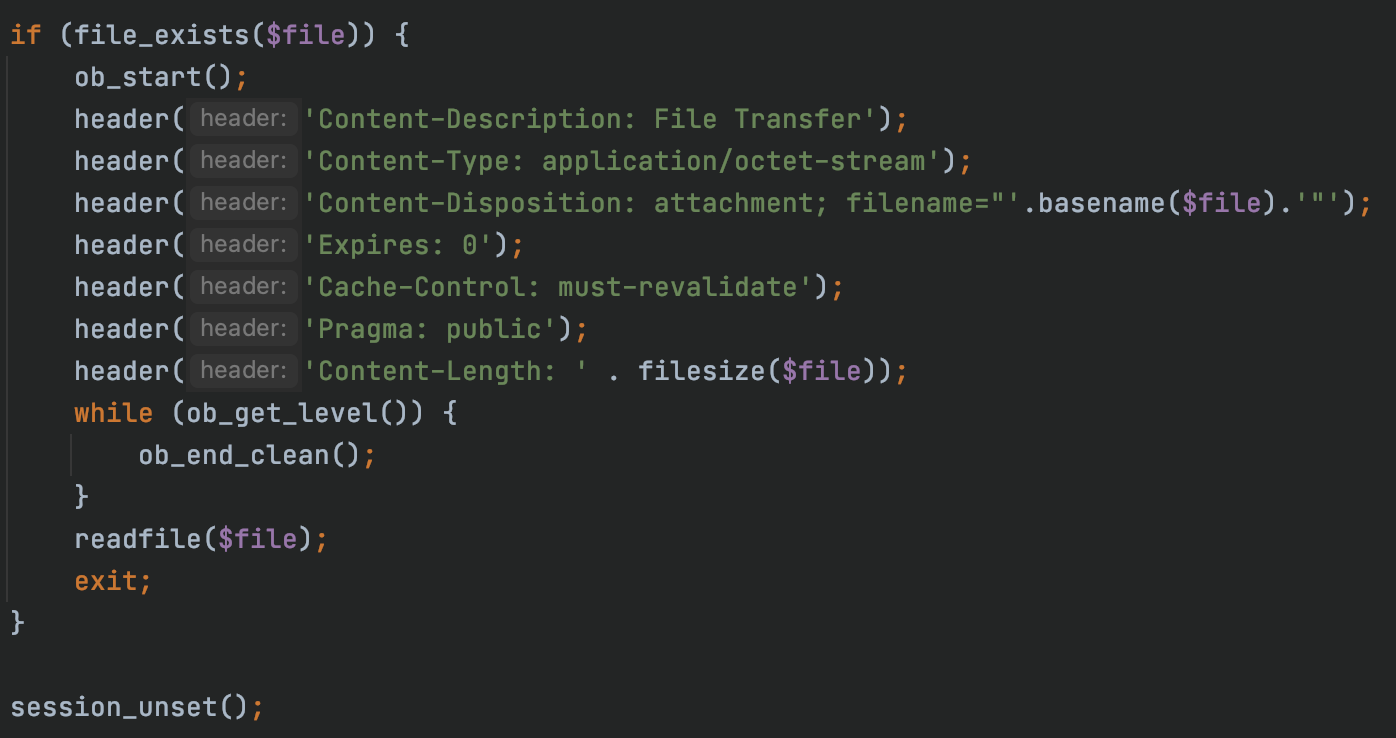 if (file_exists($file)) {
    ob_start();
    header( header: 'Content-Description: File Transfer');
    header( header: 'Content-Type: application/octet-stream');
    header( header: 'Content-Disposition: attachment; filename="'.basename($file).'"');
    header( header: 'Expires: 0');
    header( header: 'Cache-Control: must-revalidate');
    header( header: 'Pragma: public');
    header( header: 'Content-Length: ' . filesize($file));
    while (ob_get_level()) {
        ob_end_clean();
    }
    readfile($file);
    exit;
}
session_unset();